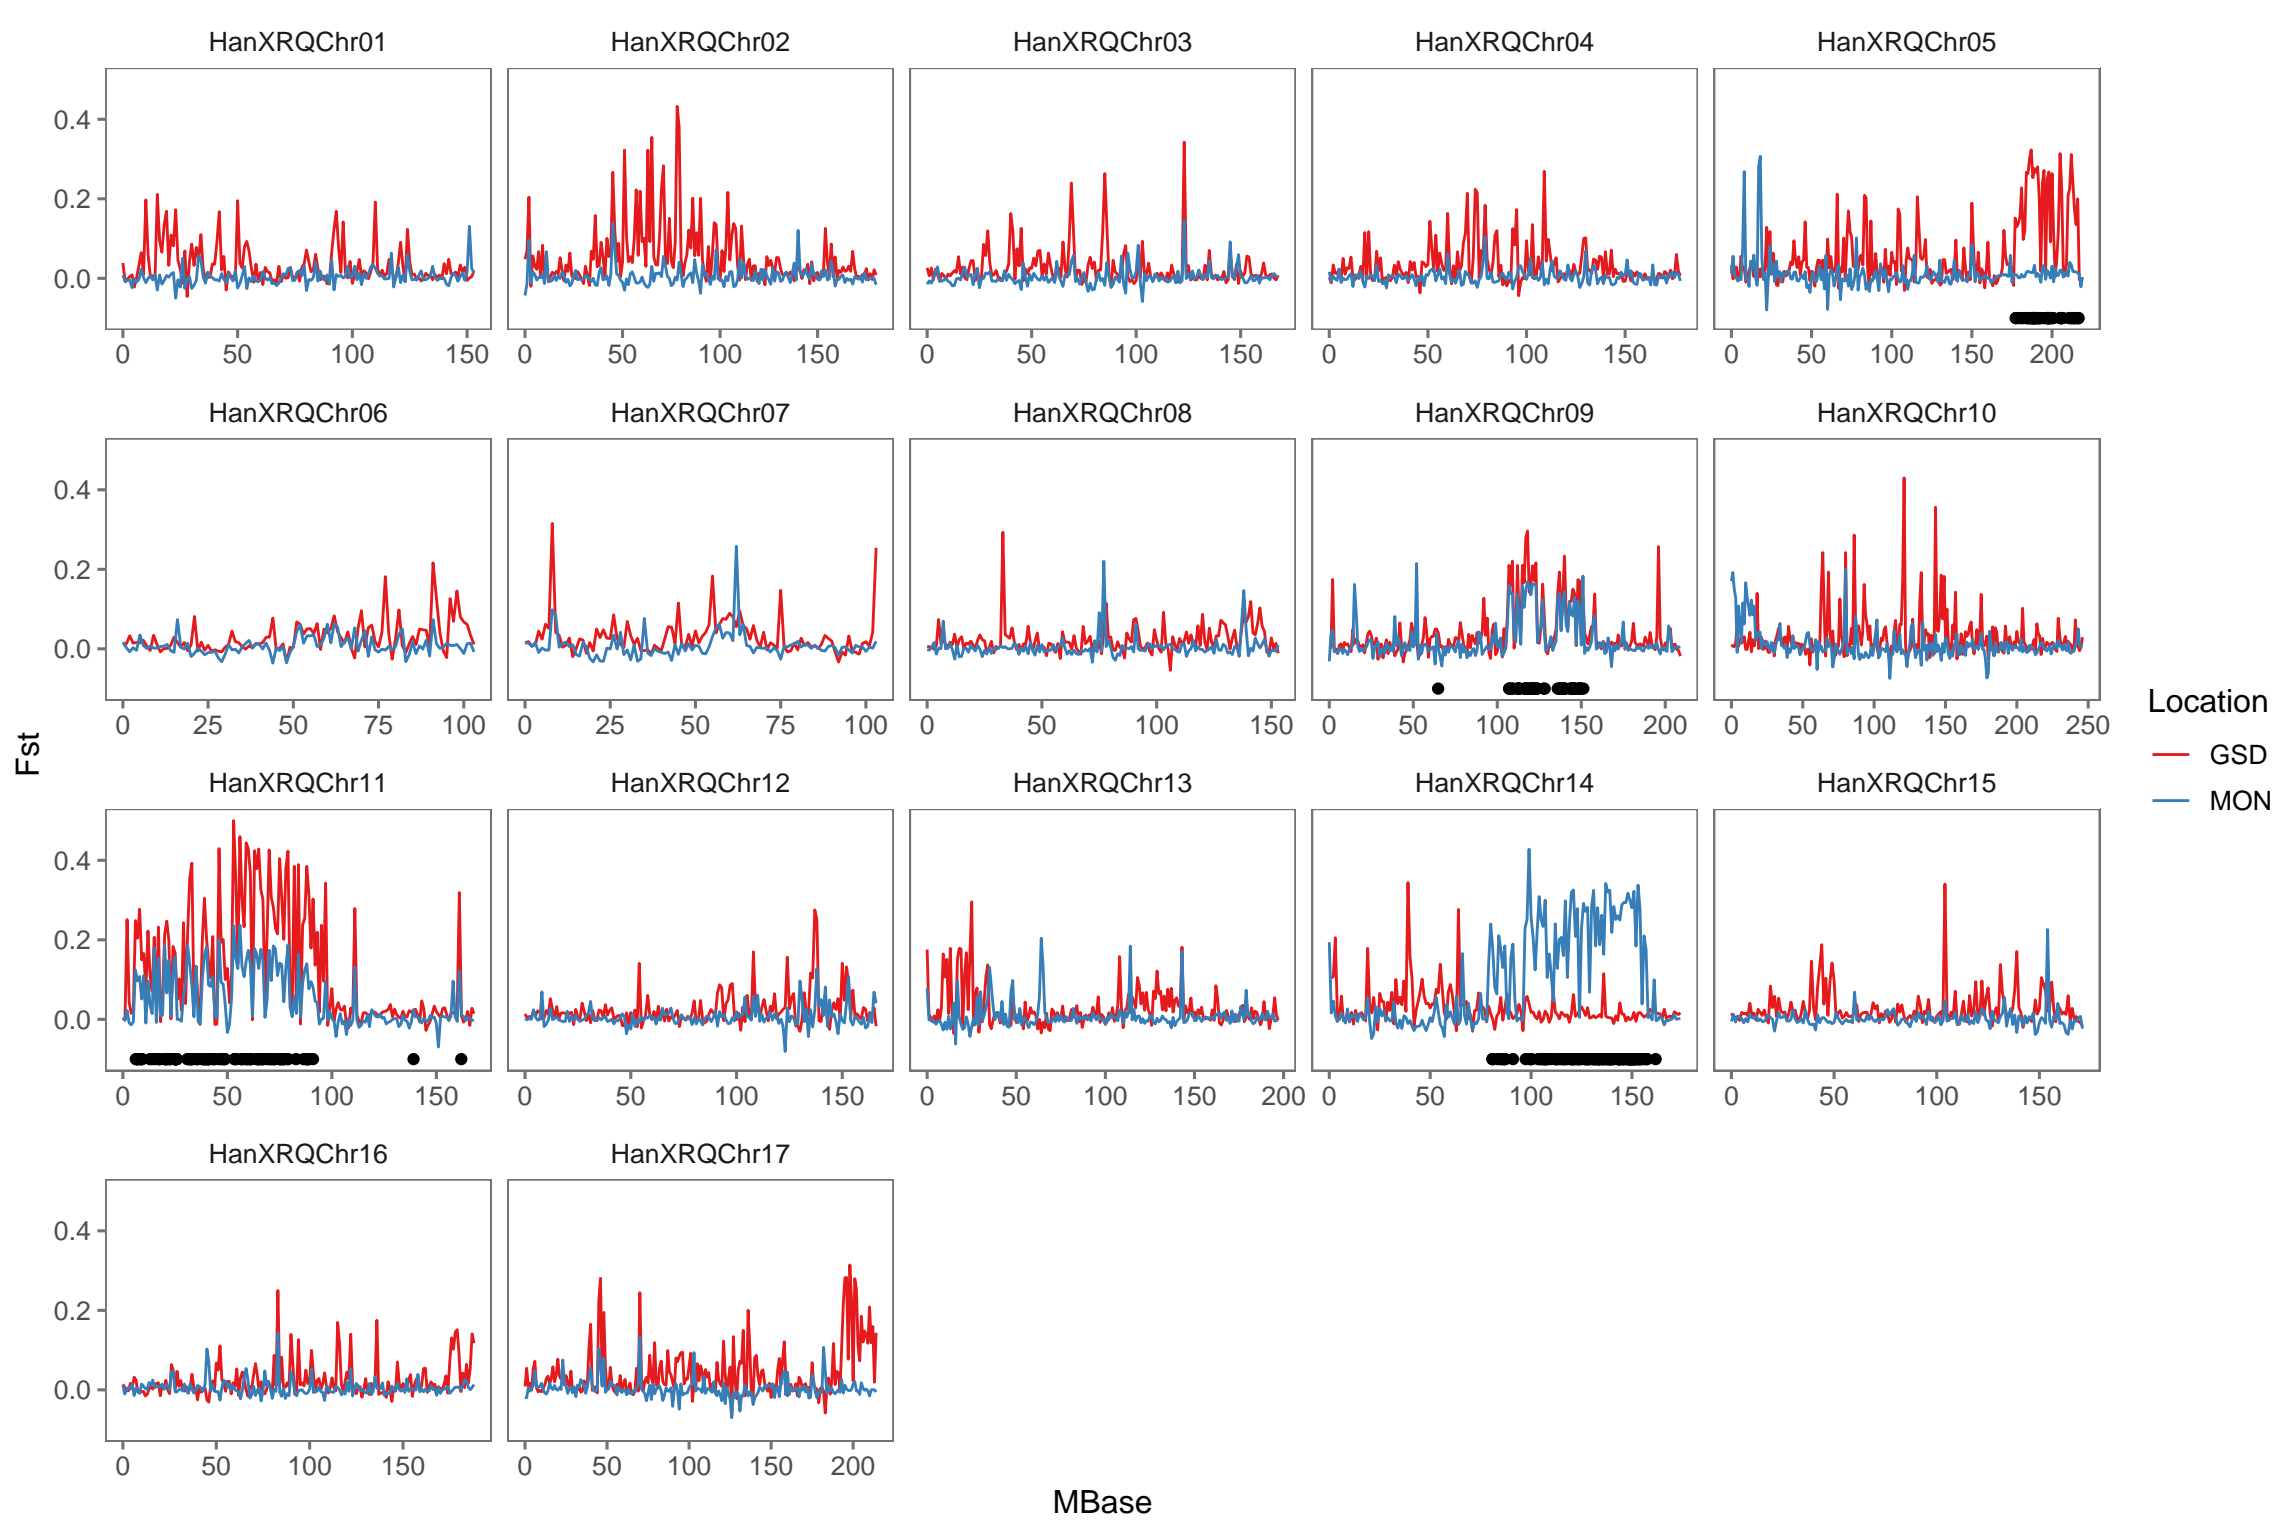 HanXRQChr01 HanXRQChr02 HanXRQChr03 HanXRQChr04 HanXRQChr05
0.4
0.2
0.0
0 50 100 150 0 50 100 150 0 50 100 150 0 50 100 150 0 50 100 150 200
HanXRQChr06 HanXRQChr07 HanXRQChr08 HanXRQChr09 HanXRQChr10
0.4
0.2
0.0
0 25 50 75 100 0 25 50 75 100 0 50 100 150 0 50 100 150 200 0 50 100 150 200 250
HanXRQChr11 HanXRQChr12 HanXRQChr13 HanXRQChr14 HanXRQChr15
0.4
0.2
0.0
0 50 100 150 0 50 100 150 0 50 100 150 200 0 50 100 150 0 50 100 150
HanXRQChr16 HanXRQChr17
0.4
0.2
0.0
0 50 100 150 0 50 100 150 200
MBase
Fst
Location
GSD
MON